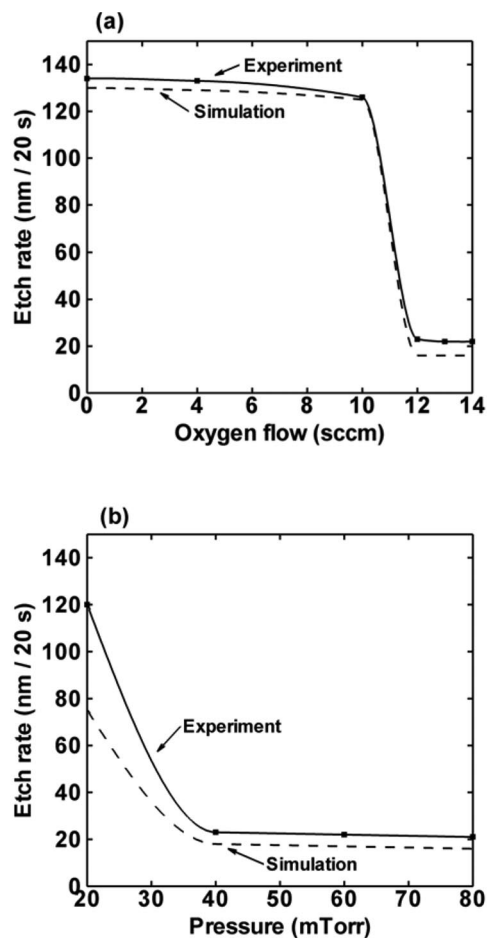 (a)
140
120
100
80
60
40
20
0
Etch rate (nm / 20 s)
Experiment
Simulation
0 2 4 6 8 10 12 14
Oxygen flow (sccm)
(b)
140
120
100
80
60
40
20
0
Etch rate (nm / 20 s)
Experiment
Simulation
20 30 40 50 60 70 80
Pressure (mTorr)